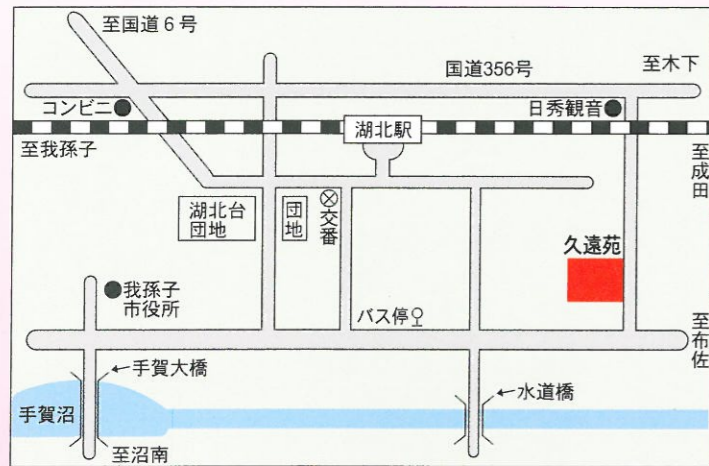 至国道6号
国道356号
至木下
コンビニ
日秀観音
湖北駅
至我孫子
至成田
湖北台
団地
団地
交番
久遠苑
我孫子
市役所
バス停
至布佐
手賀大橋
水道橋
手賀沼
至沼南